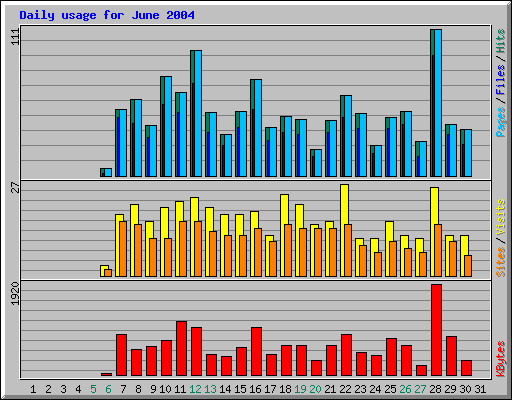 Daily usage for June 2004
111
Pages/Files/Hits
27
Sites/Visits
1920
KBytes
1 2 3 4 5 6 7 8 9 10 11 12 13 14 15 16 17 18 19 20 21 22 23 24 25 26 27 28 29 30 31